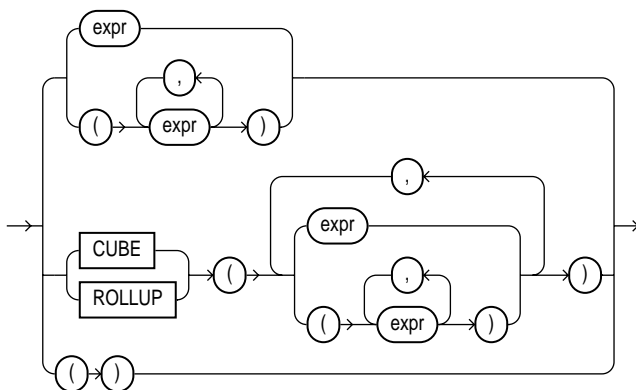 expr
,
( expr )
,
expr
CUBE
( )
,
ROLLUP
( expr )
( )